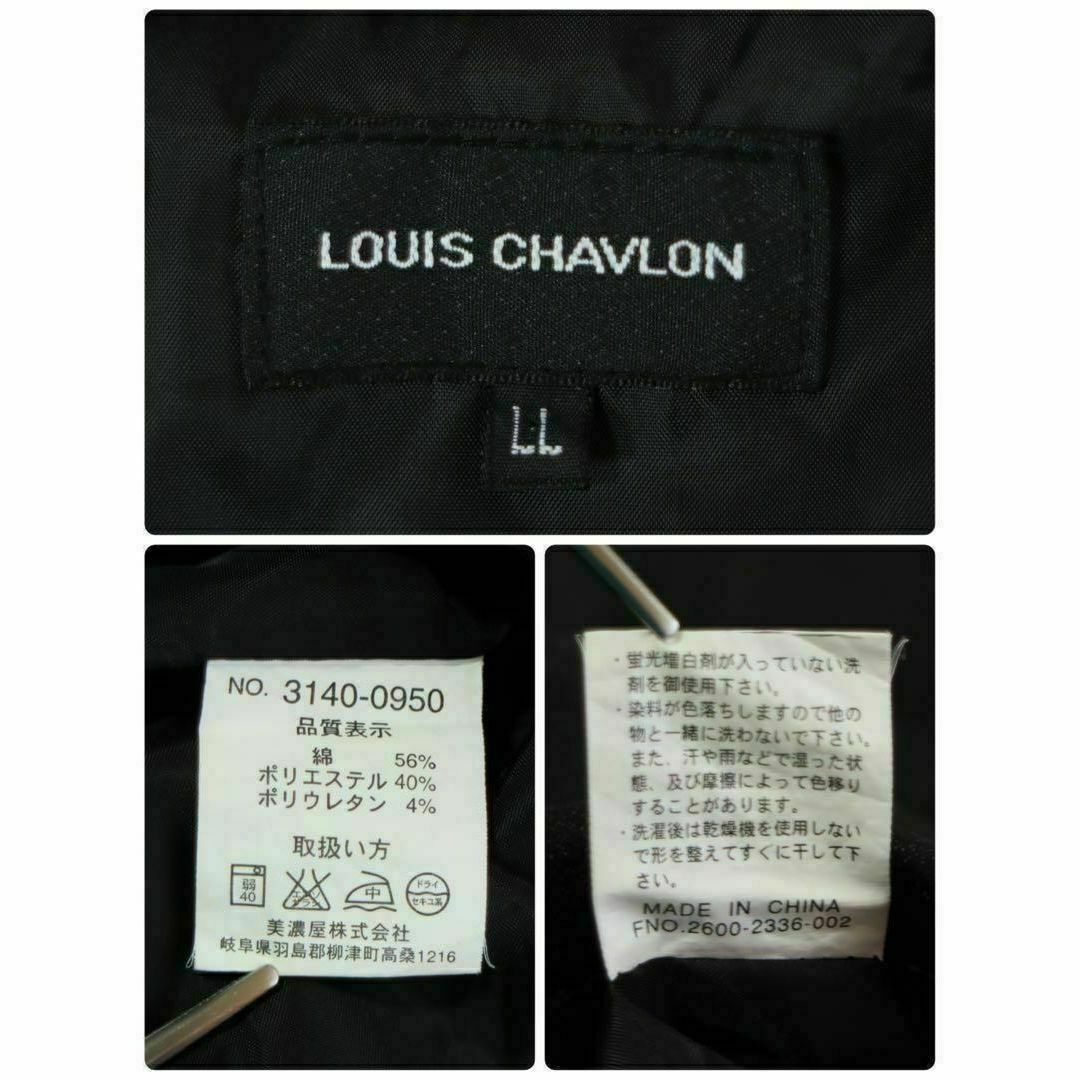 LOUIS CHAVLON
LL
NO. 3140-0950
品質表示
綿 56%
ポリエステル 40%
ポリウレタン 4%
取扱い方
弱
40
中
ドライ
セキユ系
美濃屋株式会社
岐阜県羽島郡柳津町高桑1216
・蛍光増白剤が入っていない洗
剤を御使用下さい。
・染料が色落ちしますので他の
物と一緒に洗わないで下さい。
また、汗や雨などで湿った状
態、及び摩擦によって色移り
することがあります。
・洗濯後は乾燥機を使用しない
で形を整えてすぐに干して下
さい。
MADE IN CHINA
FNO.2600-2336-002